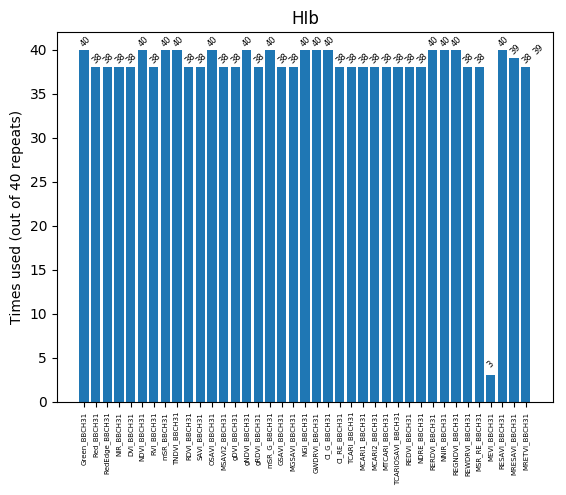 HIb
Times used (out of 40 repeats)
40
35
30
25
20
15
10
5
0
40 38 38 38 38 40 38 40 40 38 38 40 38 38 40 38 40 38 38 40 40 40 38 38 38 38 38 38 38 38 40 40 40 38 38 3 40 39 38 39
Green_BBCH31
Red_BBCH31
RedEdge_BBCH31
NIR_BBCH31
DVI_BBCH31
NDVI_BBCH31
RVI_BBCH31
mSR_BBCH31
TNDVI_BBCH31
RDVI_BBCH31
SAVI_BBCH31
OSAVI_BBCH31
MSAVI2_BBCH31
gDVI_BBCH31
gNDVI_BBCH31
gRDVI_BBCH31
mSR_G_BBCH31
GSAVI_BBCH31
MGSAVI_BBCH31
NGI_BBCH31
GWDRVI_BBCH31
CI_G_BBCH31
CI_RE_BBCH31
TCARI_BBCH31
MCARI1_BBCH31
MCARI2_BBCH31
MTCARI_BBCH31
TCARIOSAVI_BBCH31
REDVI_BBCH31
NDRE_BBCH31
RERDVI_BBCH31
NNIR_BBCH31
REGNDVI_BBCH31
REWDRVI_BBCH31
MSR_RE_BBCH31
MEVI_BBCH31
RESAVI_BBCH31
MRESAVI_BBCH31
MRETVI_BBCH31